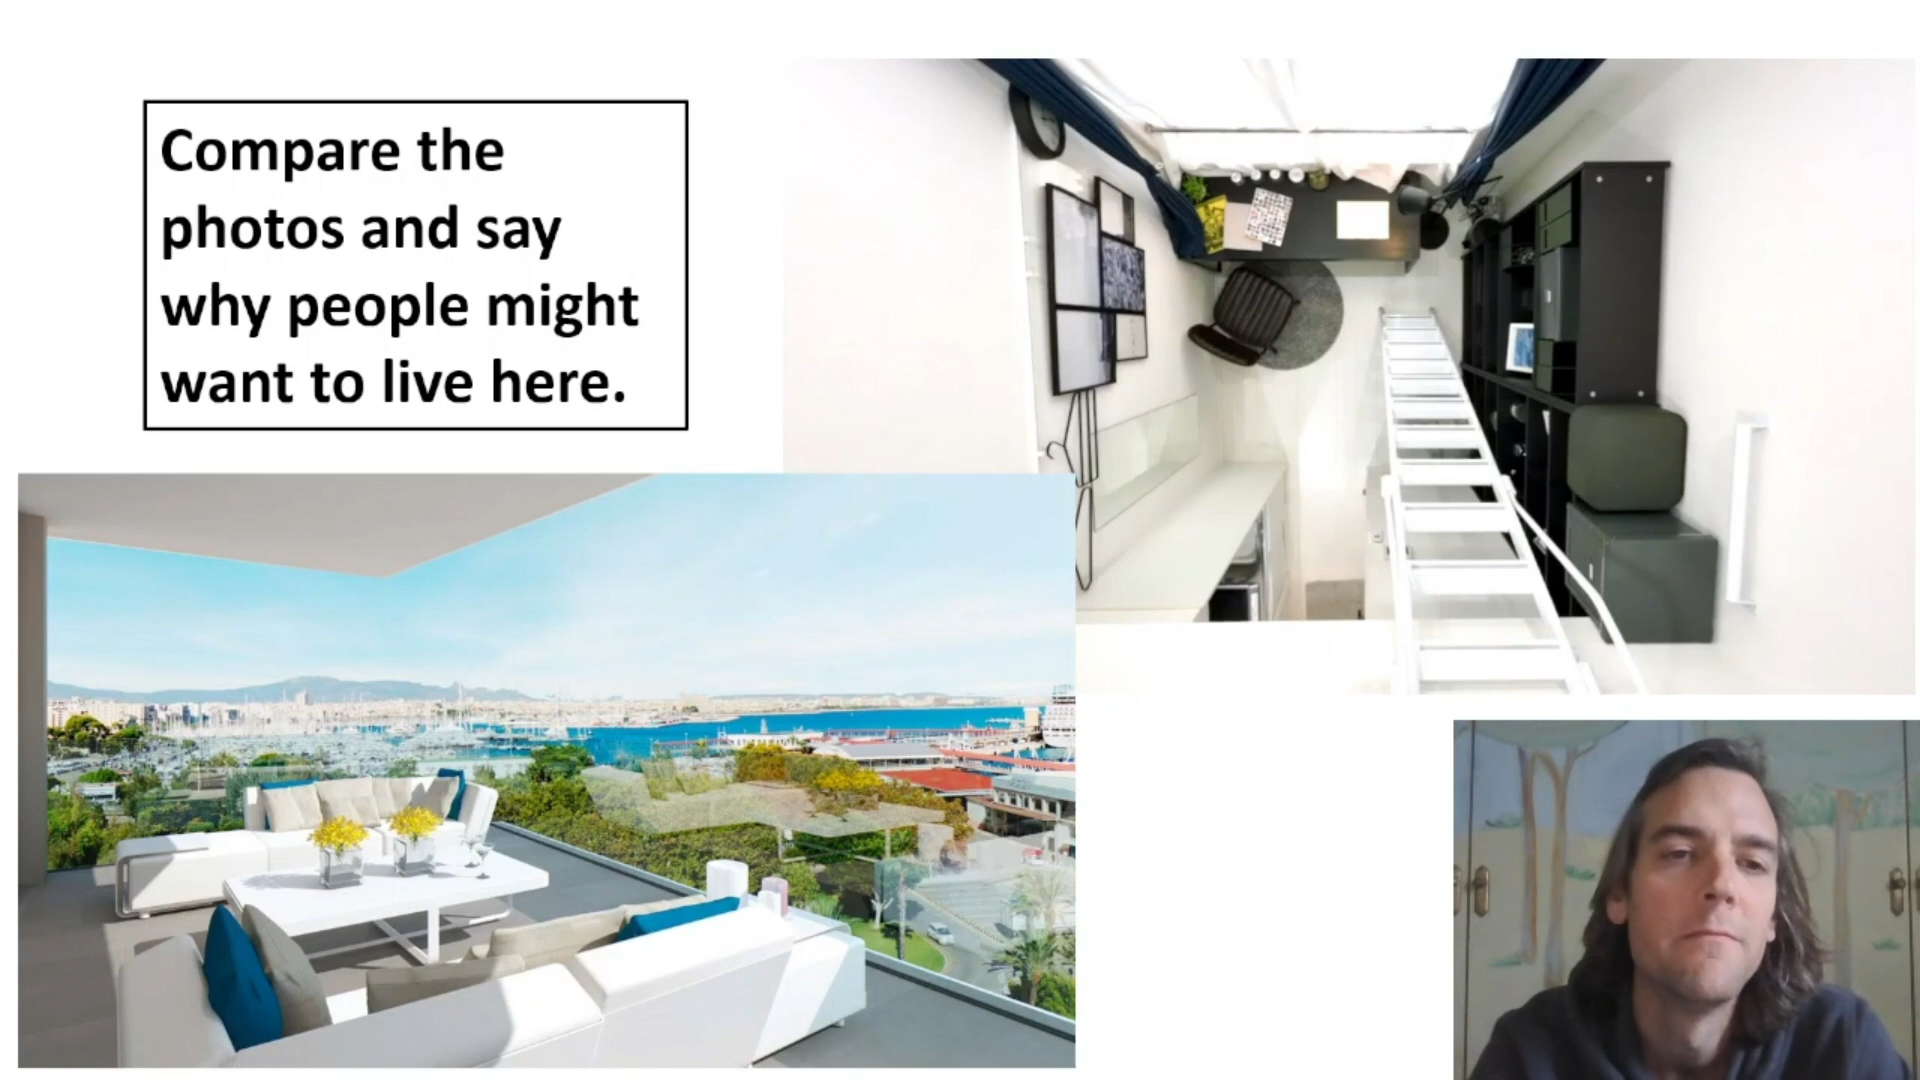 Compare the
photos and say
why people might
want to live here.